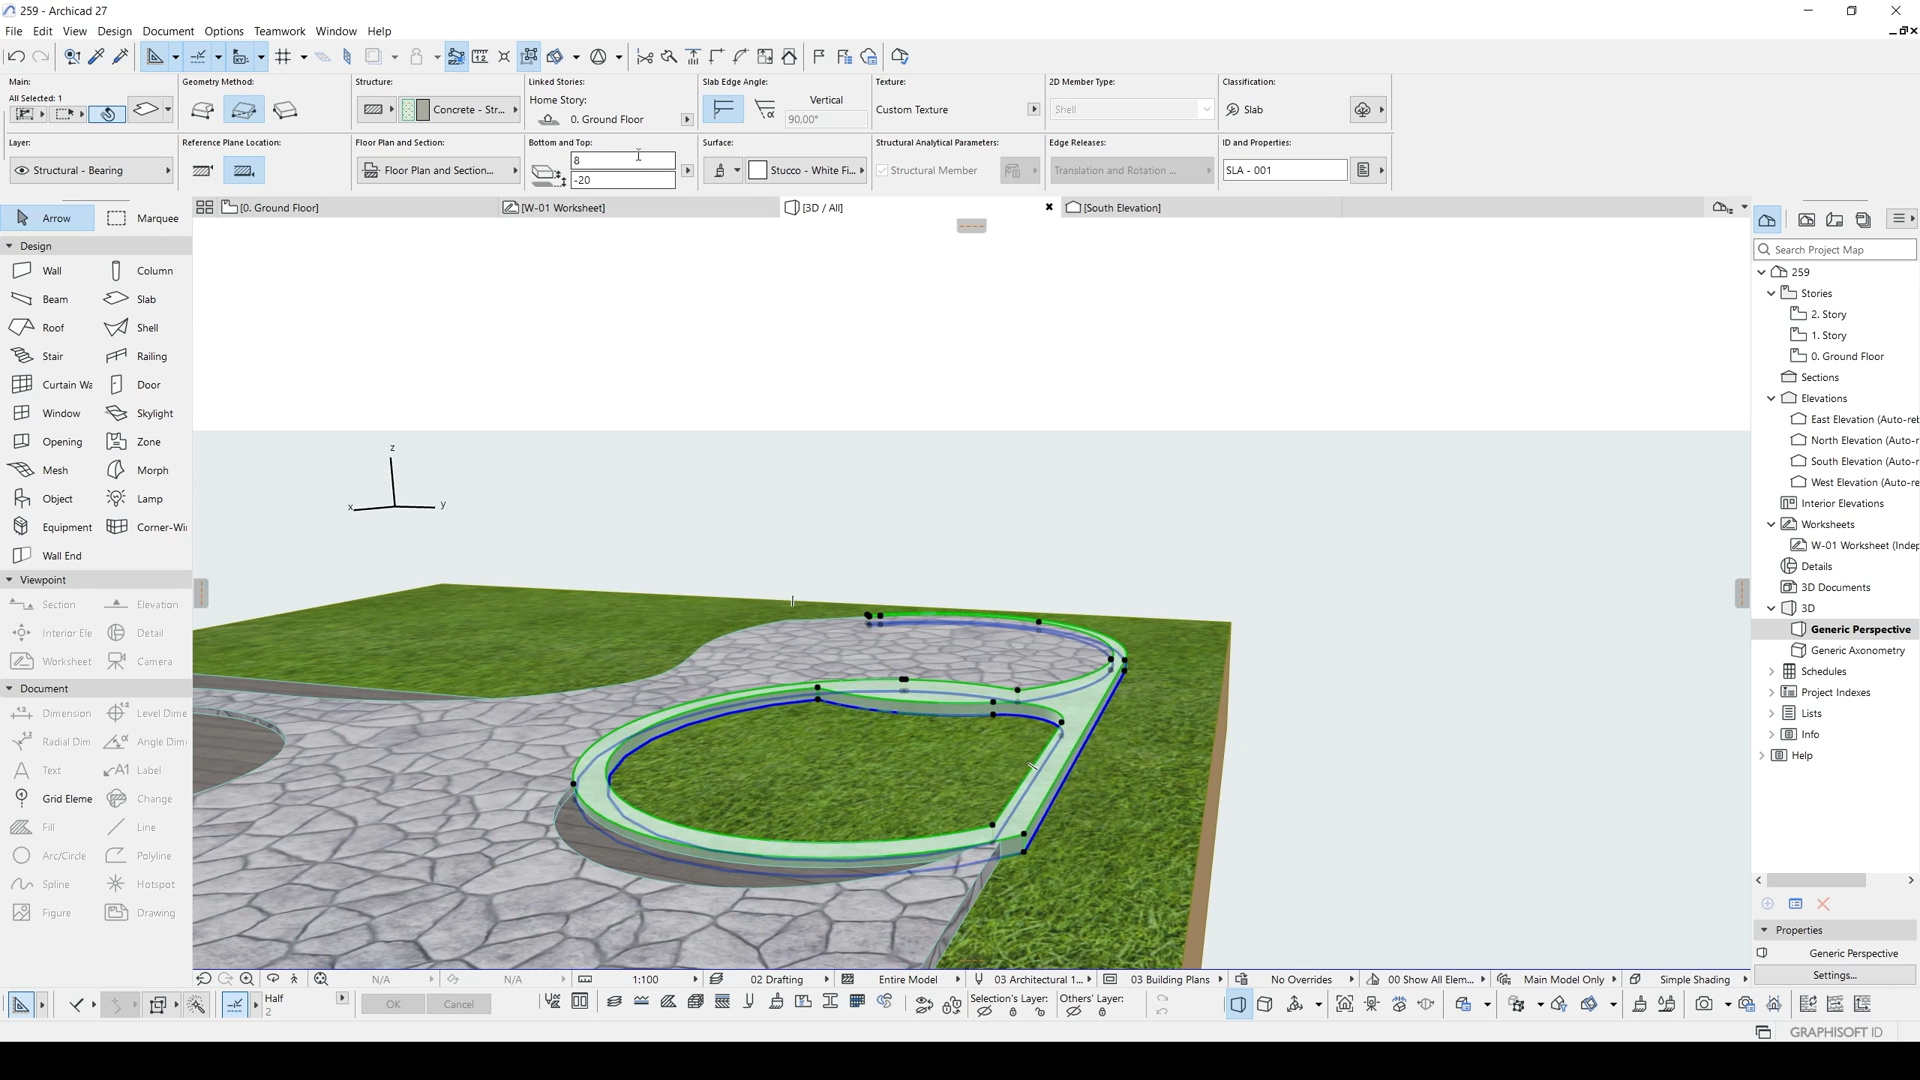 259 - Archicad 27
File Edit View Design Document Options Teamwork Window Help
Main: Geometry Method: Structure: Linked Stories: Slab Edge Angle: Texture: 2D Member Type: Classification:
All Selected: 1 Home Story: Vertical
Concrete - Str... 0. Ground Floor 90,00° Custom Texture Shell Slab
Layer: Reference Plane Location: Floor Plan and Section: Bottom and Top: Surface: Structural Analytical Parameters: Edge Releases: ID and Properties:
8
Structural - Bearing Floor Plan and Section... Stucco - White Fi... Structural Member Translation and Rotation ... SLA - 001
-20
Arrow Marquee [0. Ground Floor] [W-01 Worksheet] [3D / All] [South Elevation]
Design
Wall Column
Beam Slab
Roof Shell
Stair Railing
Curtain Wa Door
Window Skylight
Opening Zone
Mesh Morph
Object Lamp
Equipment Corner-Wi
Wall End
Viewpoint
Section Elevation
Interior Ele Detail
Worksheet Camera
Document
Dimension Level Dime
Radial Dim Angle Dim
Text Label
Grid Eleme Change
Fill Line
Arc/Circle Polyline
Spline Hotspot
Figure Drawing
z
x y
Search Project Map
259
Stories
2. Story
1. Story
0. Ground Floor
Sections
Elevations
East Elevation (Auto-reb
North Elevation (Auto-r
South Elevation (Auto-r
West Elevation (Auto-re
Interior Elevations
Worksheets
W-01 Worksheet (Indep
Details
3D Documents
3D
Generic Perspective
Generic Axonometry
Schedules
Project Indexes
Lists
Info
Help
Properties
Generic Perspective
Settings...
N/A N/A 1:100 02 Drafting Entire Model 03 Architectural 1... 03 Building Plans No Overrides 00 Show All Elem... Main Model Only Simple Shading
Half
2
OK Cancel
Selection's Layer: Others' Layer:
GRAPHISOFT ID